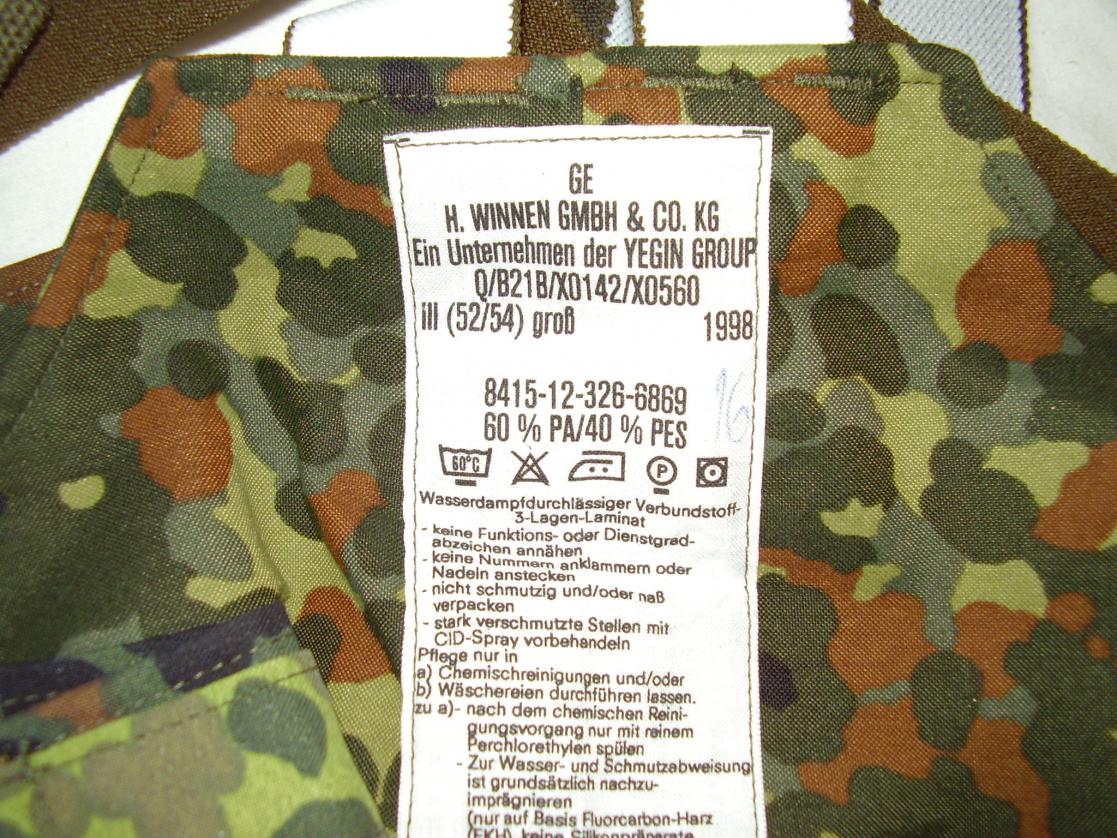 GE
H. WINNEN GMBH & CO. KG
Ein Unternehmen der YEGIN GROUP
Q/B21B/X0142/X0560
III (52/54) groß 1998
8415-12-326-6869
16
60 % PA/40 % PES
60°C P
Wasserdampfdurchlässiger Verbundstoff-
3-Lagen-Laminat
- keine Funktions- oder Dienstgrad-
abzeichen annähen
- keine Nummern anklammern oder
Nadeln anstecken
- nicht schmutzig und/oder naß
verpacken
- stark verschmutzte Stellen mit
CID-Spray vorbehandeln
Pflege nur in
a) Chemischreinigungen und/oder
b) Wäschereien durchführen lassen.
zu a)- nach dem chemischen Reini-
gungsvorgang nur mit reinem
Perchlorethylen spülen
- Zur Wasser- und Schmutzabweisung
ist grundsätzlich nachzu-
imprägnieren
(nur auf Basis Fluorcarbon-Harz
(FKH), keine Silikonpräparate